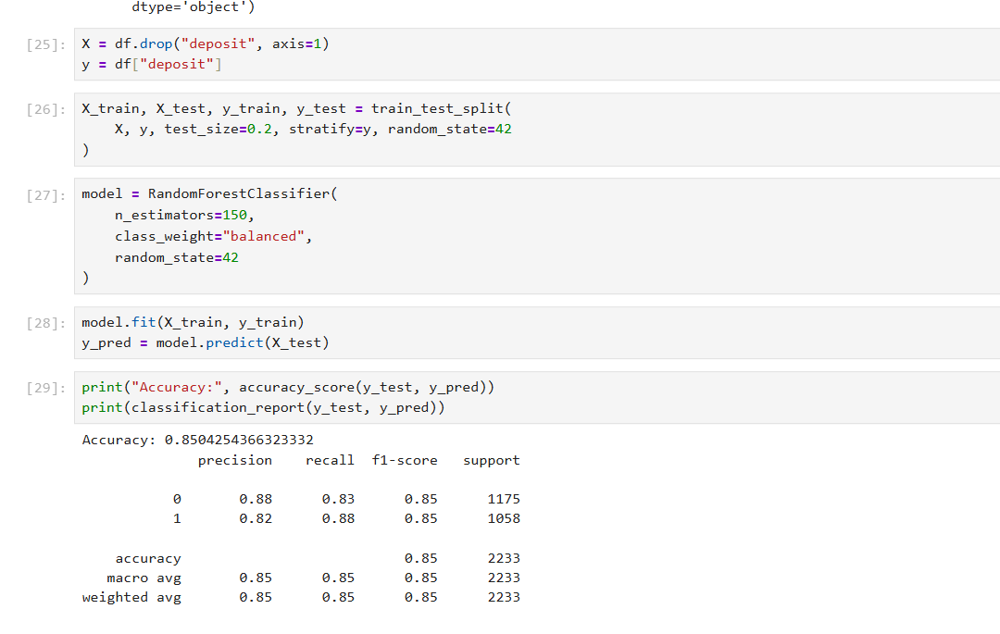 dtype='object')
[25]: X = df.drop("deposit", axis=1)
y = df["deposit"]
[26]: X_train, X_test, y_train, y_test = train_test_split(
X, y, test_size=0.2, stratify=y, random_state=42
)
[27]: model = RandomForestClassifier(
n_estimators=150,
class_weight="balanced",
random_state=42
)
[28]: model.fit(X_train, y_train)
y_pred = model.predict(X_test)
[29]: print("Accuracy:", accuracy_score(y_test, y_pred))
print(classification_report(y_test, y_pred))
Accuracy: 0.8504254366323332
precision recall f1-score support
0 0.88 0.83 0.85 1175
1 0.82 0.88 0.85 1058
accuracy 0.85 2233
macro avg 0.85 0.85 0.85 2233
weighted avg 0.85 0.85 0.85 2233